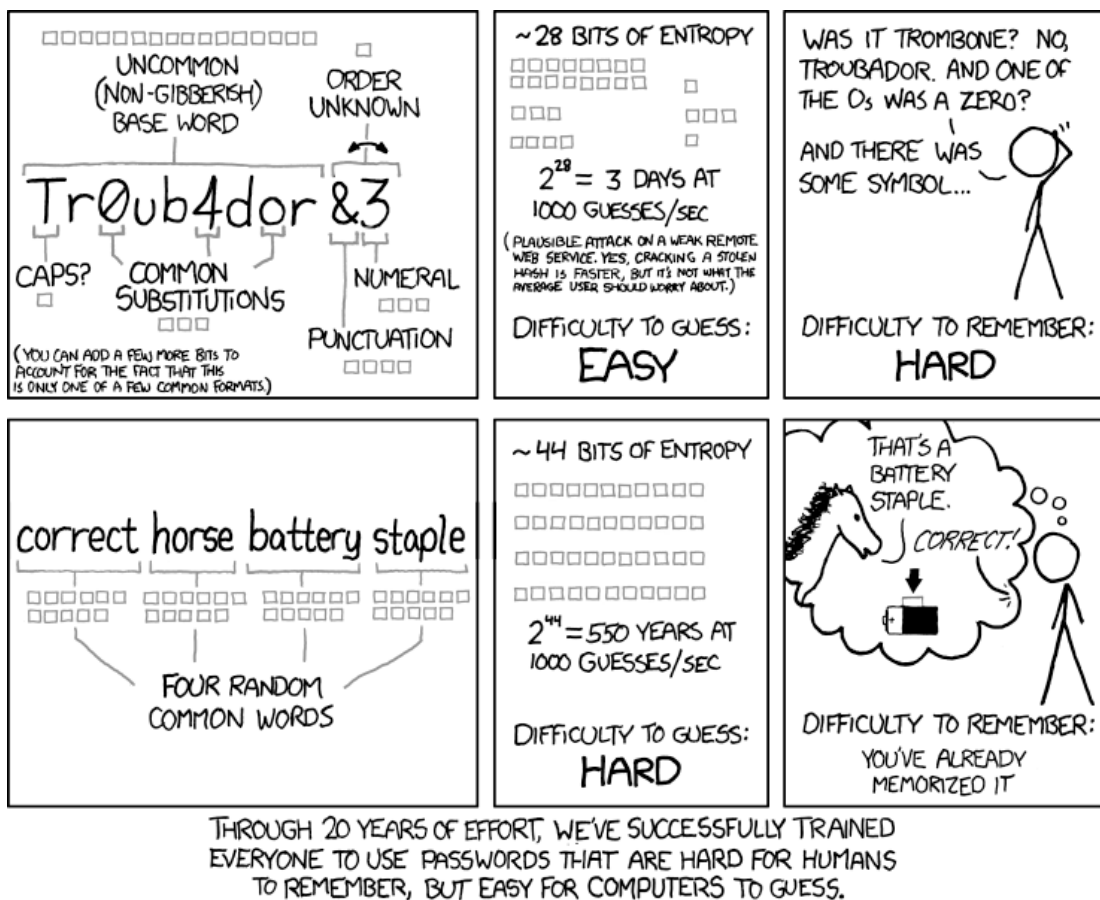 UNCOMMON
(NON-GIBBERISH)
BASE WORD
ORDER
UNKNOWN
Tr0ub4dor &3
CAPS?
COMMON
SUBSTITUTIONS
NUMERAL
PUNCTUATION
(YOU CAN ADD A FEW MORE BITS TO
ACCOUNT FOR THE FACT THAT THIS
IS ONLY ONE OF A FEW COMMON FORMATS.)
~28 BITS OF ENTROPY
2^28 = 3 DAYS AT
1000 GUESSES/SEC
(PLAUSIBLE ATTACK ON A WEAK REMOTE
WEB SERVICE. YES, CRACKING A STOLEN
HASH IS FASTER, BUT IT'S NOT WHAT THE
AVERAGE USER SHOULD WORRY ABOUT.)
DIFFICULTY TO GUESS:
EASY
WAS IT TROMBONE? NO,
TROUBADOR. AND ONE OF
THE Os WAS A ZERO?
AND THERE WAS
SOME SYMBOL...
DIFFICULTY TO REMEMBER:
HARD
correct horse battery staple
FOUR RANDOM
COMMON WORDS
~44 BITS OF ENTROPY
2^44 = 550 YEARS AT
1000 GUESSES/SEC
DIFFICULTY TO GUESS:
HARD
THAT'S A
BATTERY
STAPLE.
CORRECT!
DIFFICULTY TO REMEMBER:
YOU'VE ALREADY
MEMORIZED IT
THROUGH 20 YEARS OF EFFORT, WE'VE SUCCESSFULLY TRAINED
EVERYONE TO USE PASSWORDS THAT ARE HARD FOR HUMANS
TO REMEMBER, BUT EASY FOR COMPUTERS TO GUESS.